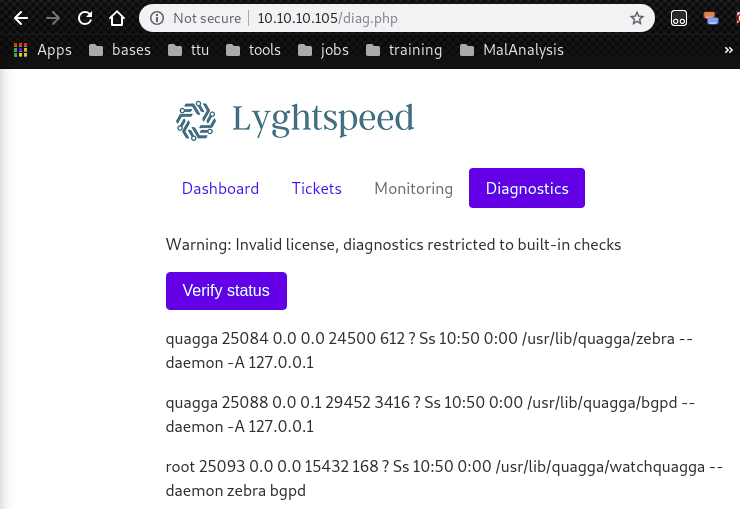 Not secure | 10.10.10.105/diag.php
Apps bases ttu tools jobs training MalAnalysis »
Lyghtspeed
Dashboard Tickets Monitoring Diagnostics
Warning: Invalid license, diagnostics restricted to built-in checks
Verify status
quagga 25084 0.0 0.0 24500 612 ? Ss 10:50 0:00 /usr/lib/quagga/zebra --
daemon -A 127.0.0.1
quagga 25088 0.0 0.1 29452 3416 ? Ss 10:50 0:00 /usr/lib/quagga/bgpd --
daemon -A 127.0.0.1
root 25093 0.0 0.0 15432 168 ? Ss 10:50 0:00 /usr/lib/quagga/watchquagga --
daemon zebra bgpd